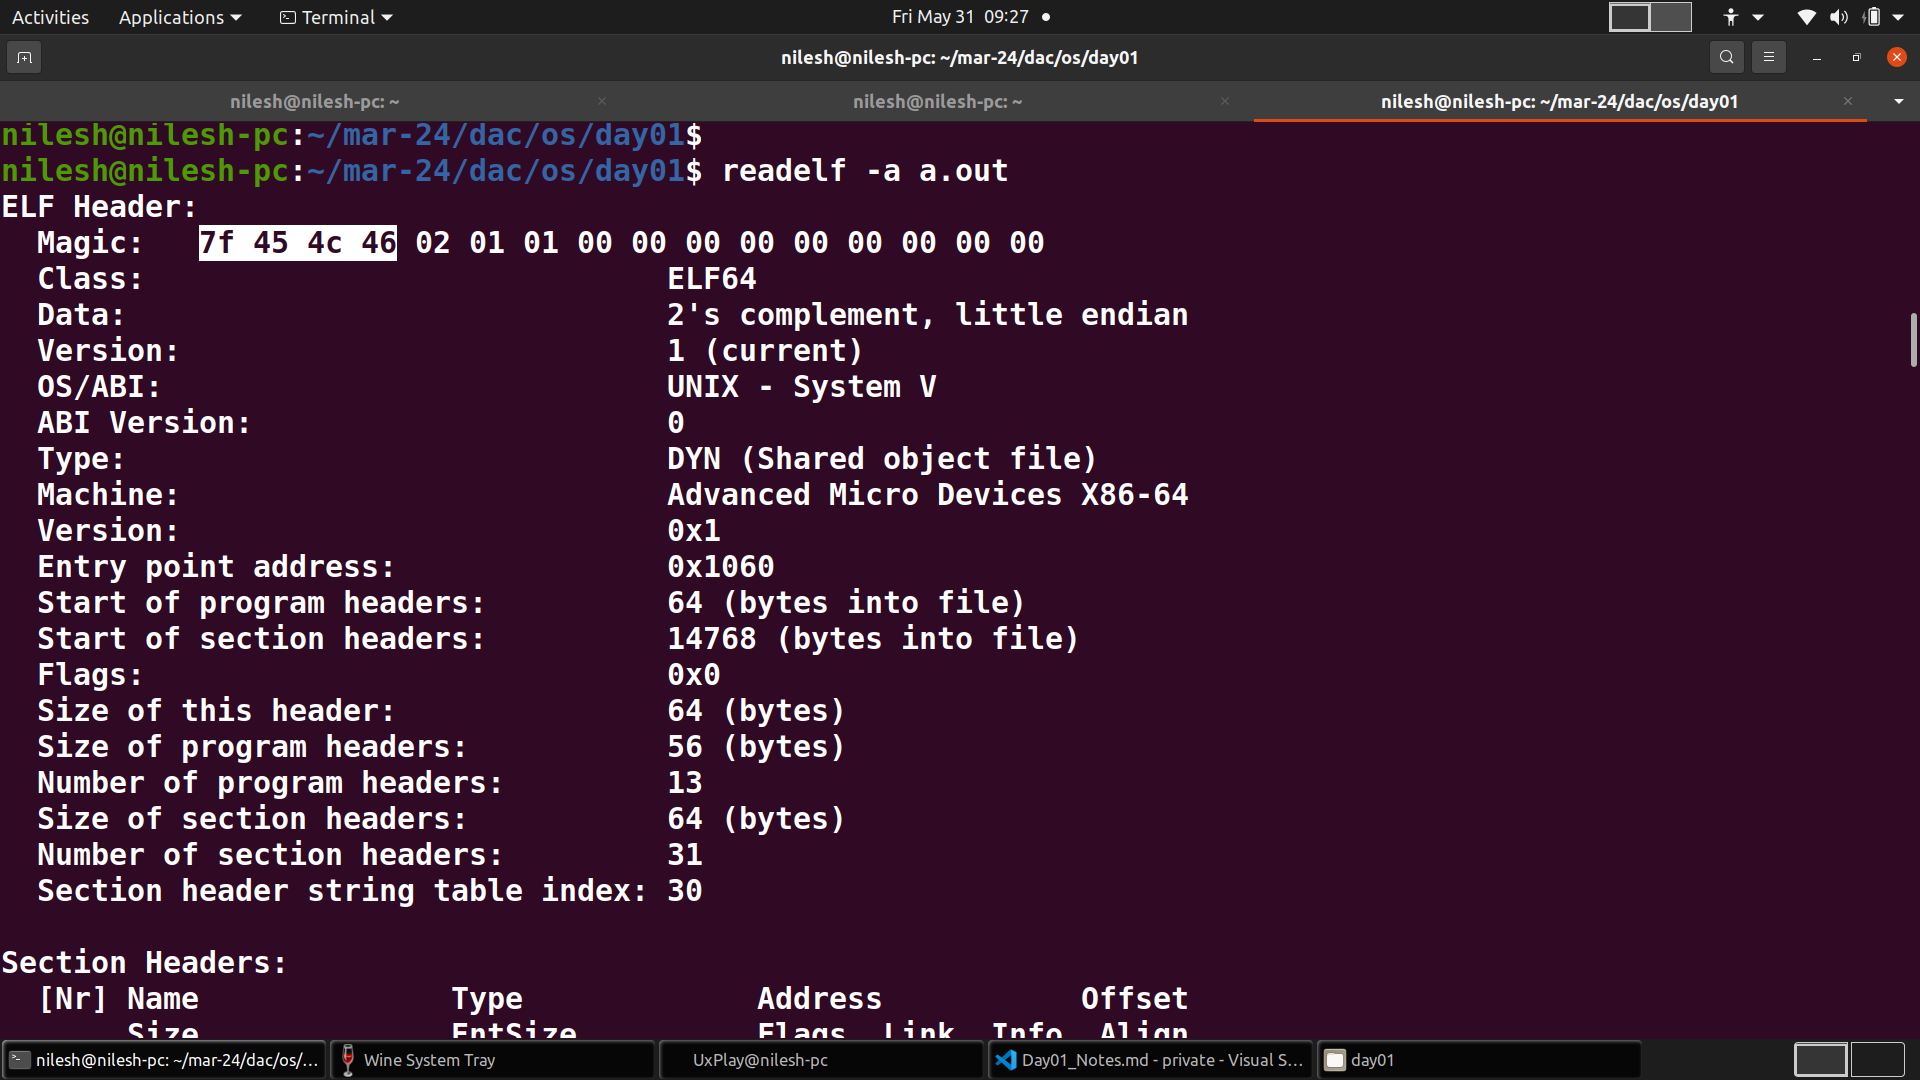 Activities Applications Terminal Fri May 31 09:27
nilesh@nilesh-pc: ~/mar-24/dac/os/day01
nilesh@nilesh-pc: ~ × nilesh@nilesh-pc: ~ × nilesh@nilesh-pc: ~/mar-24/dac/os/day01 ×
nilesh@nilesh-pc:~/mar-24/dac/os/day01$
nilesh@nilesh-pc:~/mar-24/dac/os/day01$ readelf -a a.out
ELF Header:
  Magic:   7f 45 4c 46 02 01 01 00 00 00 00 00 00 00 00 00
  Class:                             ELF64
  Data:                              2's complement, little endian
  Version:                           1 (current)
  OS/ABI:                            UNIX - System V
  ABI Version:                       0
  Type:                              DYN (Shared object file)
  Machine:                           Advanced Micro Devices X86-64
  Version:                           0x1
  Entry point address:               0x1060
  Start of program headers:          64 (bytes into file)
  Start of section headers:          14768 (bytes into file)
  Flags:                             0x0
  Size of this header:               64 (bytes)
  Size of program headers:           56 (bytes)
  Number of program headers:         13
  Size of section headers:           64 (bytes)
  Number of section headers:         31
  Section header string table index: 30
Section Headers:
  [Nr] Name              Type             Address           Offset
       Size              EntSize          Flags  Link  Info  Align
nilesh@nilesh-pc: ~/mar-24/dac/os/... Wine System Tray UxPlay@nilesh-pc Day01_Notes.md - private - Visual S... day01